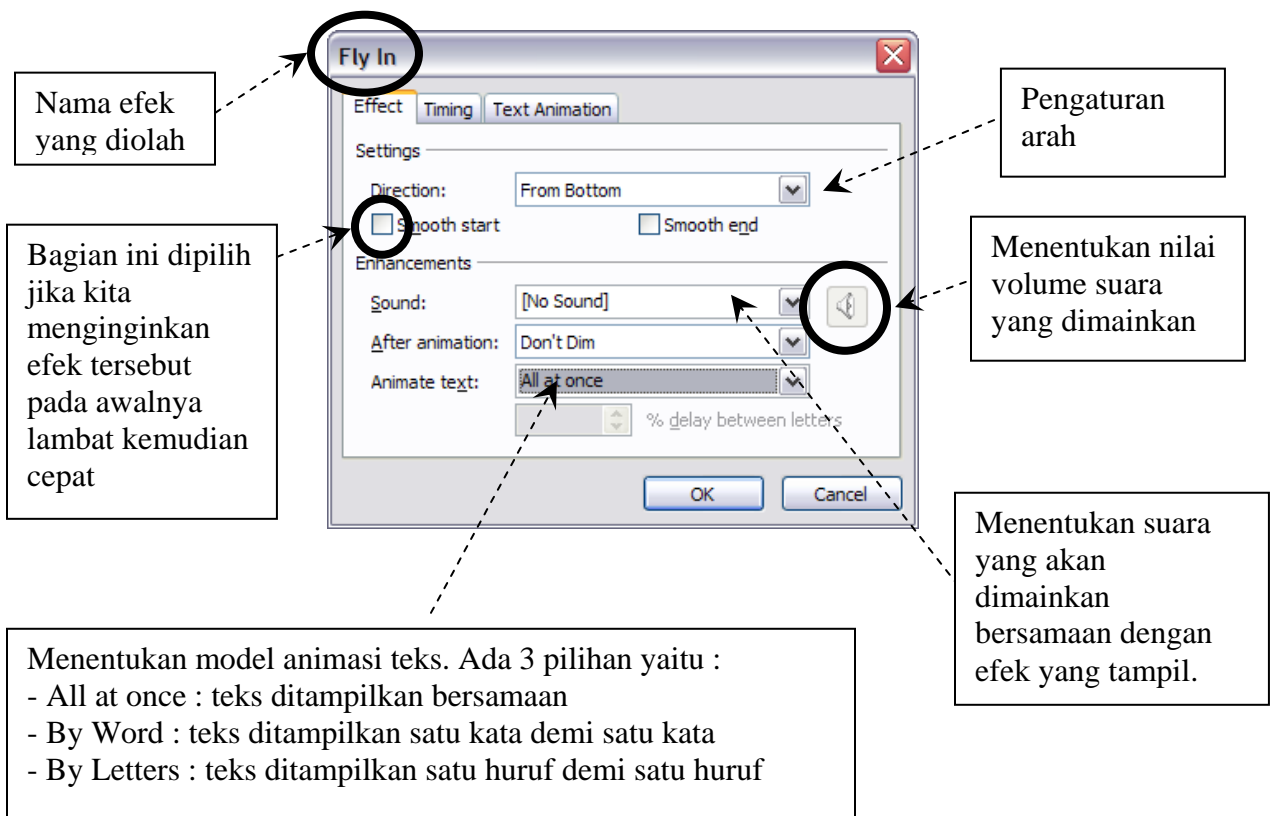 Nama efek
yang diolah
Bagian ini dipilih
jika kita
menginginkan
efek tersebut
pada awalnya
lambat kemudian
cepat
Fly In
Effect Timing Text Animation
Settings
Direction: From Bottom
Smooth start Smooth end
Enhancements
Sound: [No Sound]
After animation: Don't Dim
Animate text: All at once
% delay between letters
OK Cancel
Pengaturan
arah
Menentukan nilai
volume suara
yang dimainkan
Menentukan suara
yang akan
dimainkan
bersamaan dengan
efek yang tampil.
Menentukan model animasi teks. Ada 3 pilihan yaitu :
- All at once : teks ditampilkan bersamaan
- By Word : teks ditampilkan satu kata demi satu kata
- By Letters : teks ditampilkan satu huruf demi satu huruf